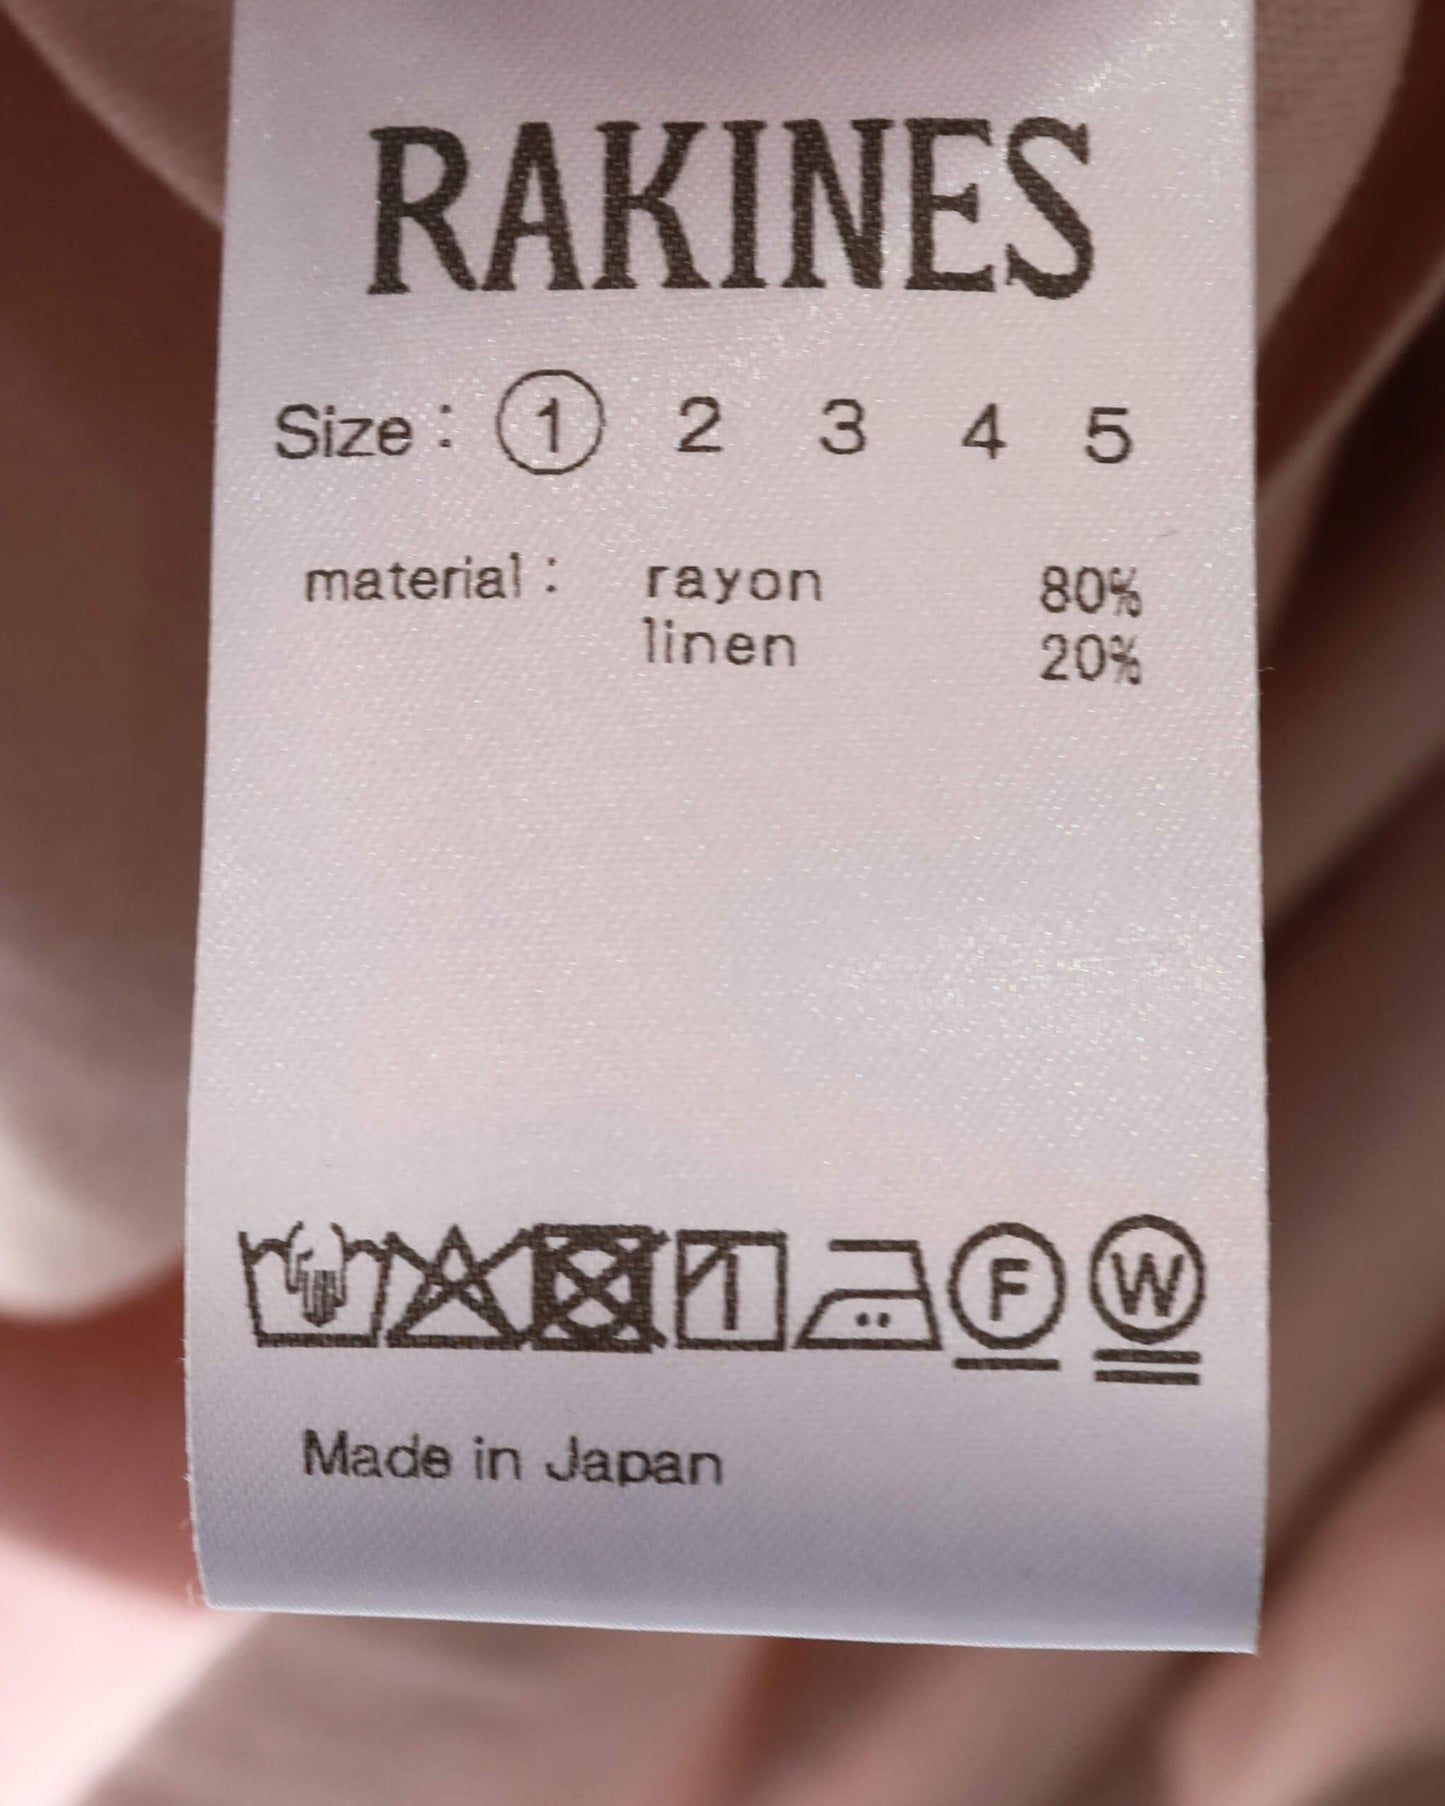 RAKINES
Size : 1 2 3 4 5
material : rayon 80%
linen 20%
F W
Made in Japan